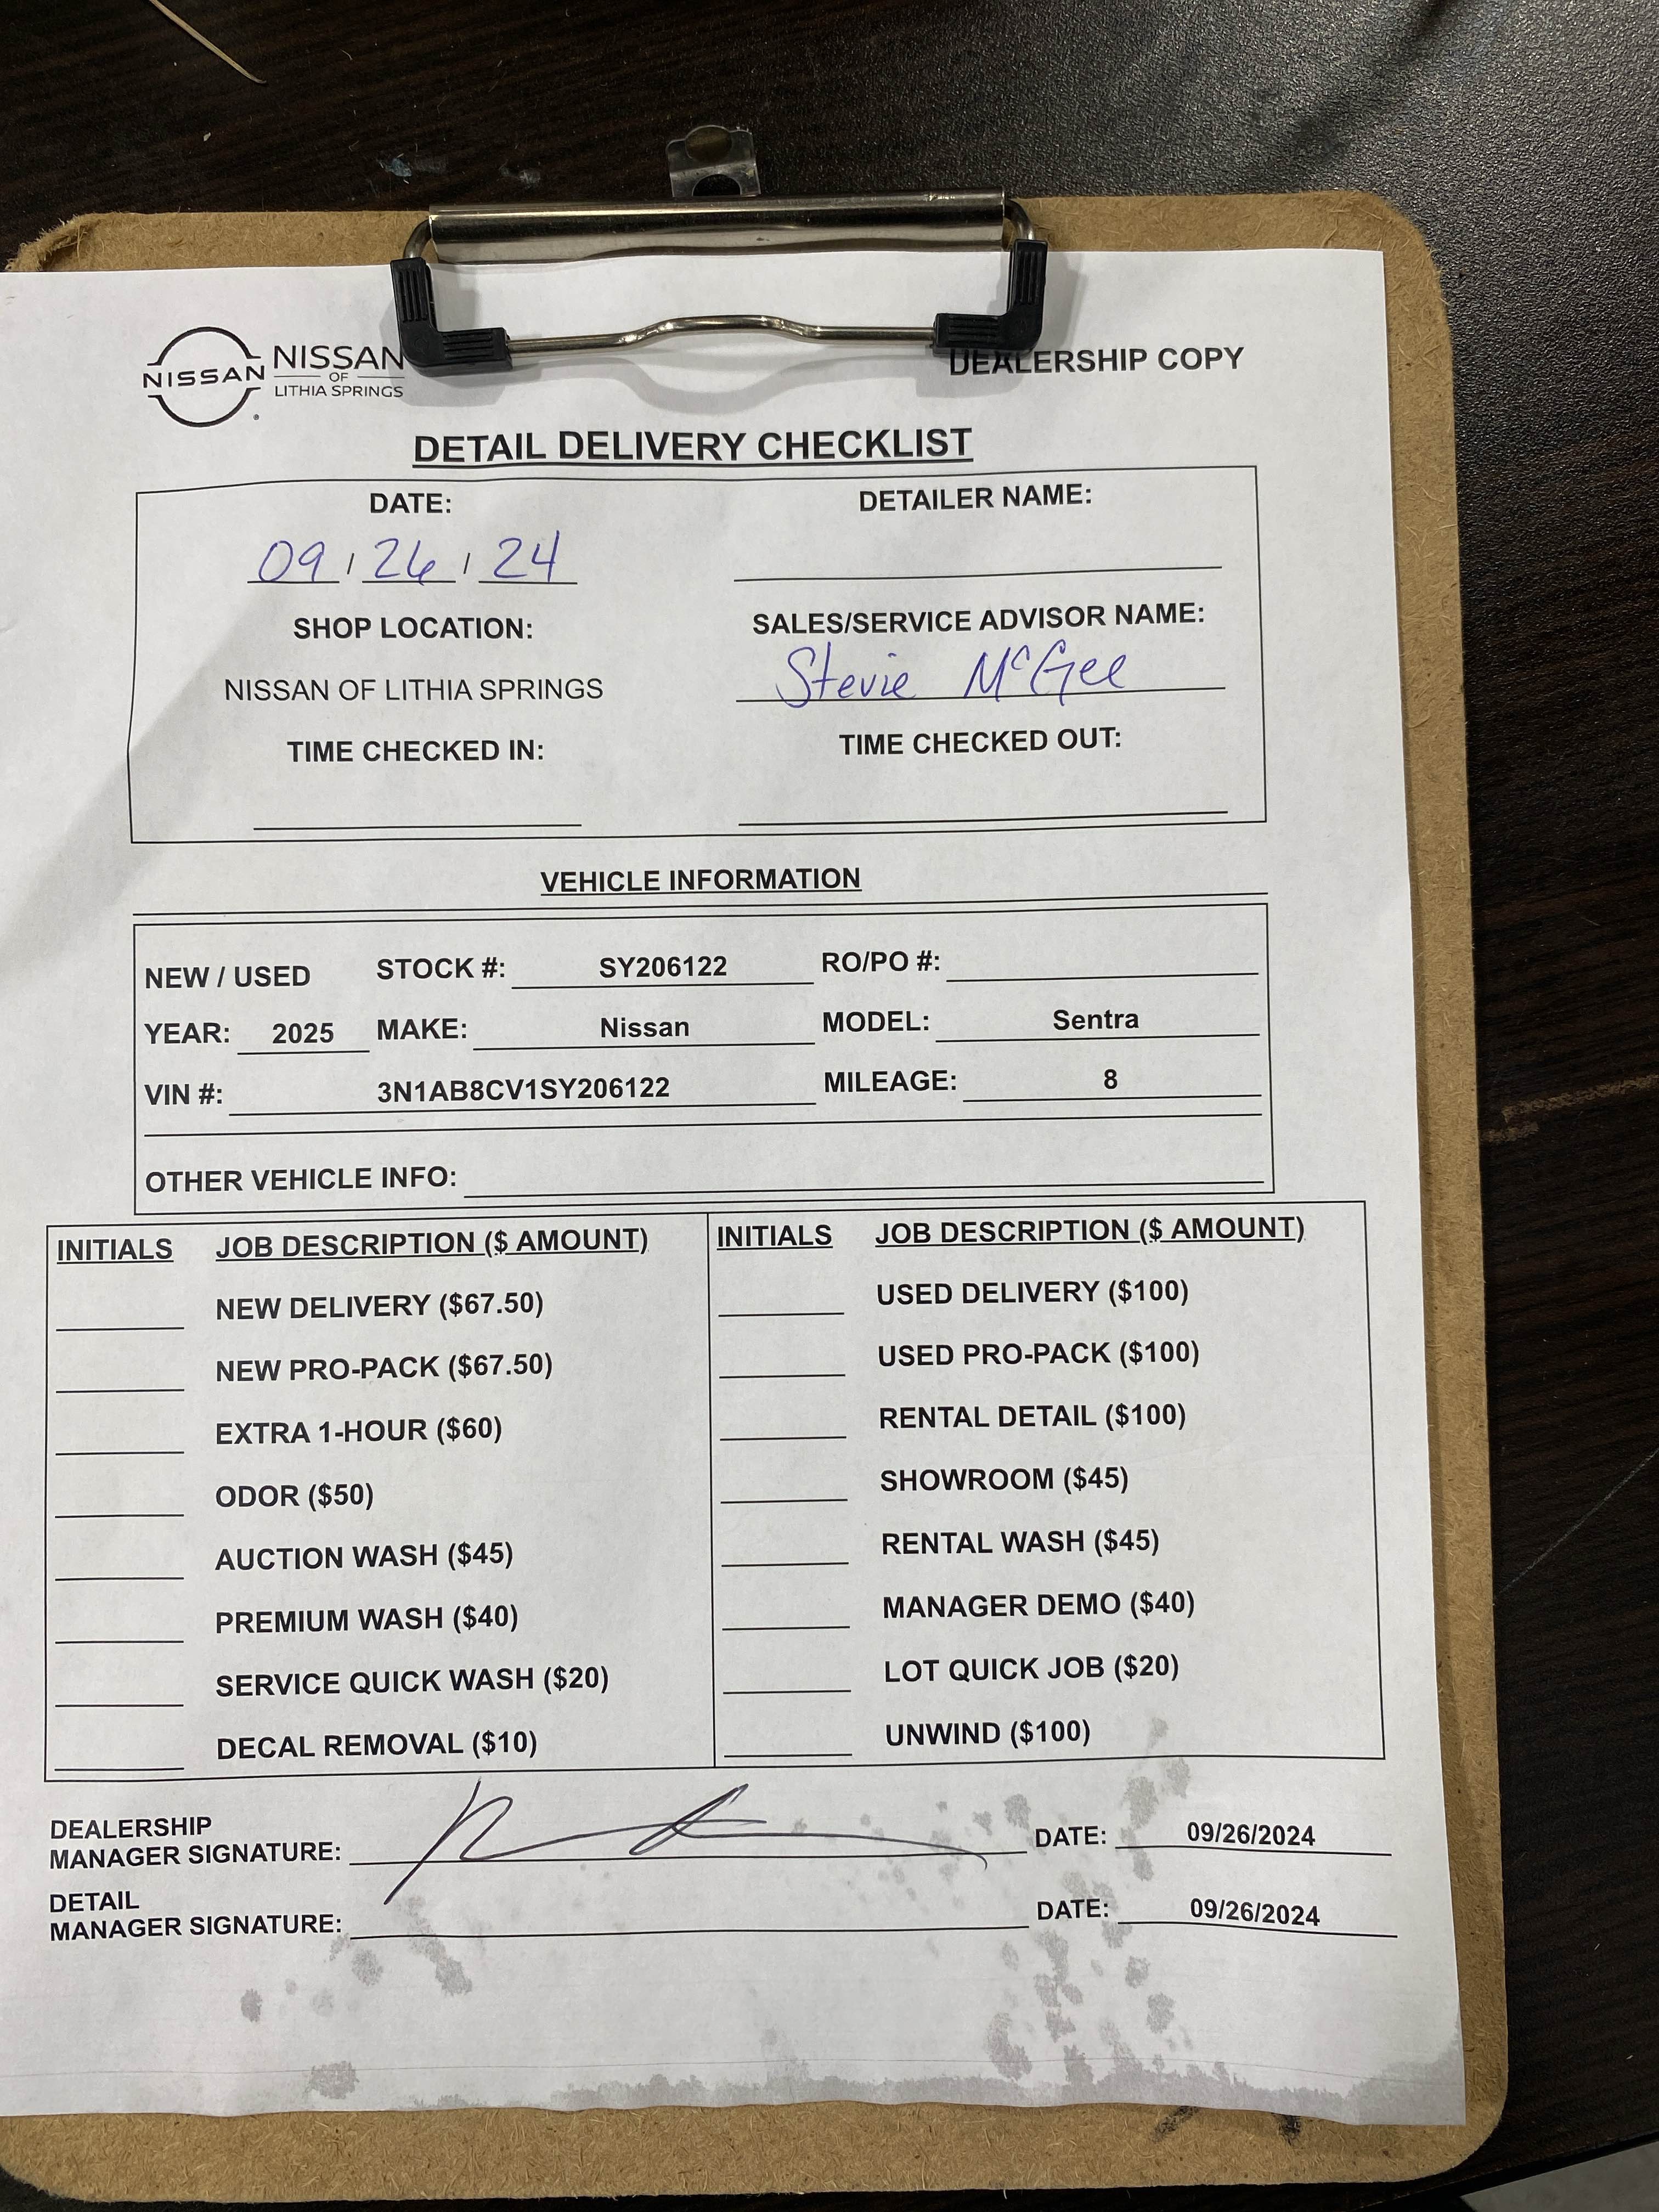 NISSAN NISSAN
OF
LITHIA SPRINGS
DEALERSHIP COPY
DETAIL DELIVERY CHECKLIST
DATE: DETAILER NAME:
09 / 26 / 24
SHOP LOCATION: SALES/SERVICE ADVISOR NAME:
NISSAN OF LITHIA SPRINGS Stevie McGee
TIME CHECKED IN: TIME CHECKED OUT:
VEHICLE INFORMATION
NEW / USED STOCK #: SY206122 RO/PO #:
YEAR: 2025 MAKE: Nissan MODEL: Sentra
VIN #: 3N1AB8CV1SY206122 MILEAGE: 8
OTHER VEHICLE INFO:
INITIALS JOB DESCRIPTION ($ AMOUNT) INITIALS JOB DESCRIPTION ($ AMOUNT)
NEW DELIVERY ($67.50) USED DELIVERY ($100)
NEW PRO-PACK ($67.50) USED PRO-PACK ($100)
EXTRA 1-HOUR ($60) RENTAL DETAIL ($100)
ODOR ($50) SHOWROOM ($45)
AUCTION WASH ($45) RENTAL WASH ($45)
PREMIUM WASH ($40) MANAGER DEMO ($40)
SERVICE QUICK WASH ($20) LOT QUICK JOB ($20)
DECAL REMOVAL ($10) UNWIND ($100)
DEALERSHIP
MANAGER SIGNATURE: DATE: 09/26/2024
DETAIL
MANAGER SIGNATURE: DATE: 09/26/2024